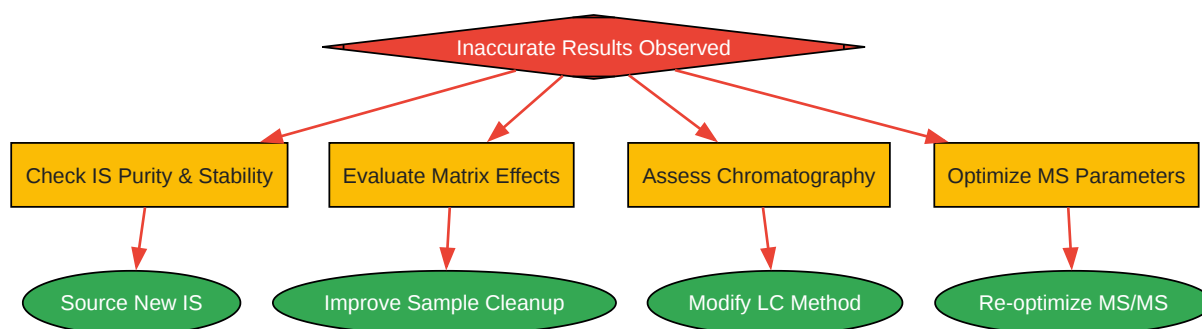 Inaccurate Results Observed
Check IS Purity & Stability
Evaluate Matrix Effects
Assess Chromatography
Optimize MS Parameters
Source New IS
Improve Sample Cleanup
Modify LC Method
Re-optimize MS/MS